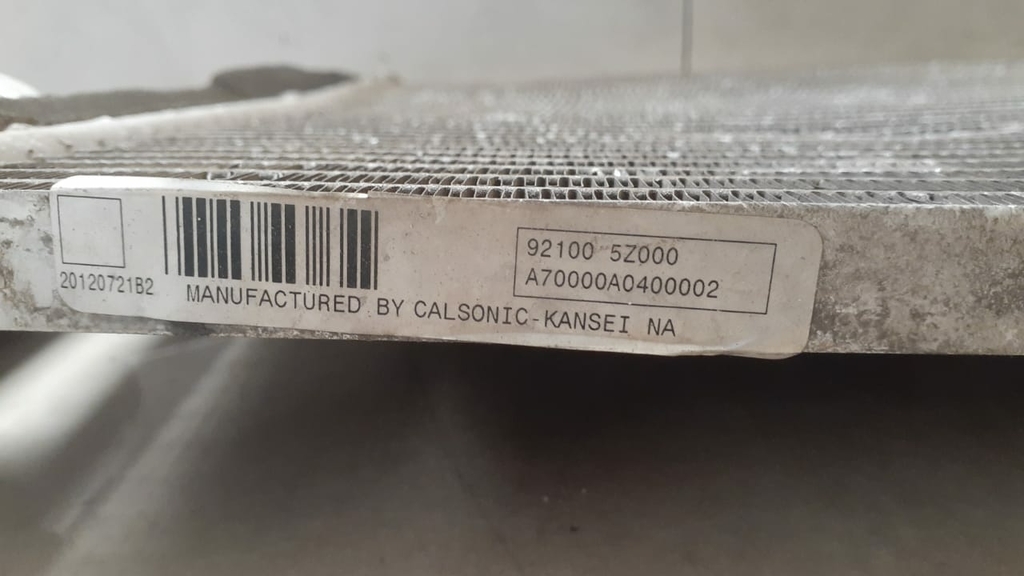 20120721B2
MANUFACTURED BY CALSONIC-KANSEI NA
92100 5Z000
A70000A0400002